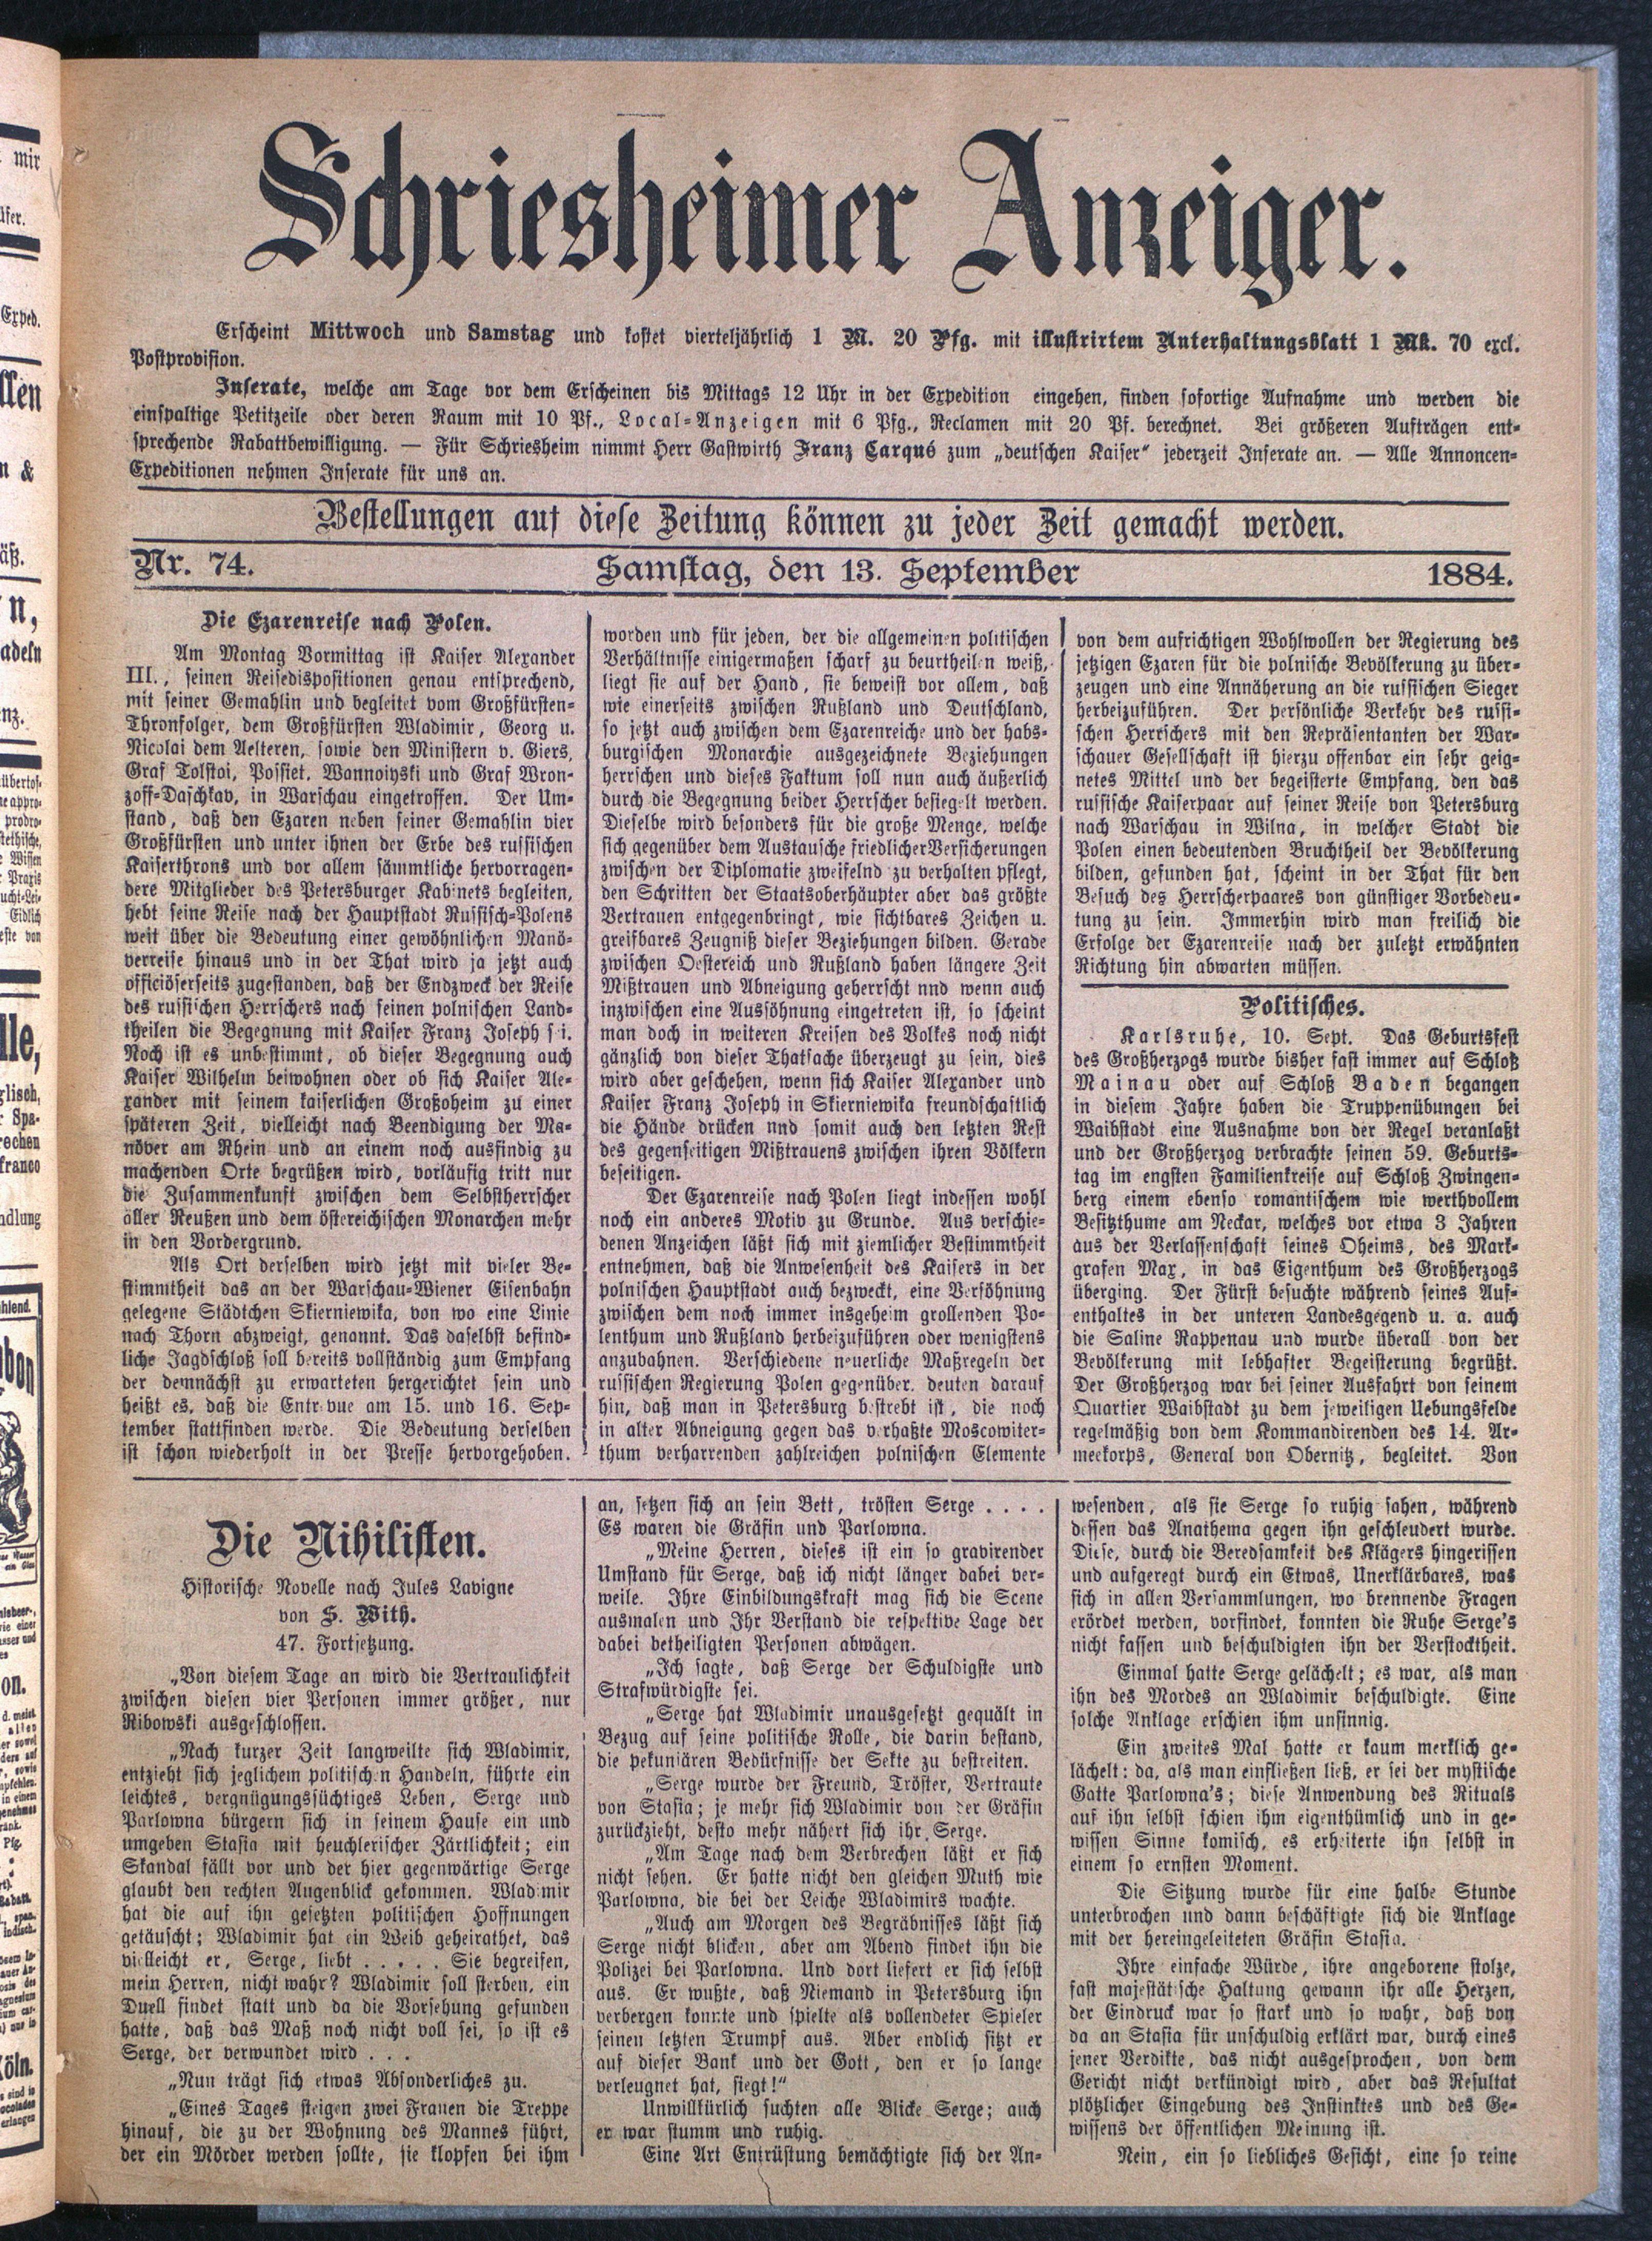 Schriesheimer Anzeiger.
Erscheint Mittwoch und Samstag und kostet vierteljährlich 1 M. 20 Pfg. mit illustrirtem Unterhaltungsblatt 1 Mk. 70 excl.
Postprovision.
Inserate, welche am Tage vor dem Erscheinen bis Mittags 12 Uhr in der Expedition eingehen, finden sofortige Aufnahme und werden die
einspaltige Petitzeile oder deren Raum mit 10 Pf., Local-Anzeigen mit 6 Pfg., Reclamen mit 20 Pf. berechnet. Bei größeren Aufträgen ent-
sprechende Rabattbewilligung. — Für Schriesheim nimmt Herr Gastwirth Franz Carqué zum „deutschen Kaiser“ jederzeit Inserate an. — Alle Annoncen-
Expeditionen nehmen Inserate für uns an.
Bestellungen auf diese Zeitung können zu jeder Zeit gemacht werden.
Nr. 74. Samstag, den 13. September 1884.
Die Czarenreise nach Polen.
Am Montag Vormittag ist Kaiser Alexander
III., seinen Reisedispositionen genau entsprechend,
mit seiner Gemahlin und begleitet vom Großfürsten-
Thronfolger, dem Großfürsten Wladimir, Georg u.
Nicolai dem Aelteren, sowie den Ministern v. Giers,
Graf Tolstoi, Possiet, Wannoiyski und Graf Wron-
zoff-Daschkav, in Warschau eingetroffen. Der Um-
stand, daß den Czaren neben seiner Gemahlin vier
Großfürsten und unter ihnen der Erbe des russischen
Kaiserthrons und vor allem sämmtliche hervorragen-
dere Mitglieder des Petersburger Kabinets begleiten,
hebt seine Reise nach der Hauptstadt Russisch-Polens
weit über die Bedeutung einer gewöhnlichen Manö-
verreise hinaus und in der That wird ja jetzt auch
officiöserseits zugestanden, daß der Endzweck der Reise
des russischen Herrschers nach seinen polnischen Land-
theilen die Begegnung mit Kaiser Franz Joseph s i.
Noch ist es unbestimmt, ob dieser Begegnung auch
Kaiser Wilhelm beiwohnen oder ob sich Kaiser Ale-
xander mit seinem kaiserlichen Großoheim zu einer
späteren Zeit, vielleicht nach Beendigung der Ma-
növer am Rhein und an einem noch ausfindig zu
machenden Orte begrüßen wird, vorläufig tritt nur
die Zusammenkunft zwischen dem Selbstherrscher
aller Reußen und dem östereichischen Monarchen mehr
in den Vordergrund.
Als Ort derselben wird jetzt mit vieler Be-
stimmtheit das an der Warschau-Wiener Eisenbahn
gelegene Städtchen Skierniewika, von wo eine Linie
nach Thorn abzweigt, genannt. Das daselbst befind-
liche Jagdschloß soll bereits vollständig zum Empfang
der demnächst zu erwarteten hergerichtet sein und
heißt es, daß die Entrevue am 15. und 16. Sep-
tember stattfinden werde. Die Bedeutung derselben
ist schon wiederholt in der Presse hervorgehoben.
worden und für jeden, der die allgemeinen politischen
Verhältnisse einigermaßen scharf zu beurtheilen weiß,
liegt sie auf der Hand, sie beweist vor allem, daß
wie einerseits zwischen Rußland und Deutschland,
so jetzt auch zwischen dem Czarenreiche und der habs-
burgischen Monarchie ausgezeichnete Beziehungen
herrschen und dieses Faktum soll nun auch äußerlich
durch die Begegnung beider Herrscher besiegelt werden.
Dieselbe wird besonders für die große Menge, welche
sich gegenüber dem Austausche friedlicher Versicherungen
zwischen der Diplomatie zweifelnd zu verhalten pflegt,
den Schritten der Staatsoberhäupter aber das größte
Vertrauen entgegenbringt, wie sichtbares Zeichen u.
greifbares Zeugniß dieser Beziehungen bilden. Gerade
zwischen Oestereich und Rußland haben längere Zeit
Mißtrauen und Abneigung geherrscht nnd wenn auch
inzwischen eine Aussöhnung eingetreten ist, so scheint
man doch in weiteren Kreisen des Volkes noch nicht
gänzlich von dieser Thatsache überzeugt zu sein, dies
wird aber geschehen, wenn sich Kaiser Alexander und
Kaiser Franz Joseph in Skierniewika freundschaftlich
die Hände drücken nnd somit auch den letzten Rest
des gegenseitigen Mißtrauens zwischen ihren Völkern
beseitigen.
Der Czarenreise nach Polen liegt indessen wohl
noch ein anderes Motiv zu Grunde. Aus verschie-
denen Anzeichen läßt sich mit ziemlicher Bestimmtheit
entnehmen, daß die Anwesenheit des Kaisers in der
polnischen Hauptstadt auch bezweckt, eine Versöhnung
zwischen dem noch immer insgeheim grollenden Po-
lenthum und Rußland herbeizuführen oder wenigstens
anzubahnen. Verschiedene neuerliche Maßregeln der
russischen Regierung Polen gegenüber, deuten darauf
hin, daß man in Petersburg bestrebt ist, die noch
in alter Abneigung gegen das verhaßte Moscowiter-
thum verharrenden zahlreichen polnischen Elemente
von dem aufrichtigen Wohlwollen der Regierung des
jetzigen Czaren für die polnische Bevölkerung zu über-
zeugen und eine Annäherung an die russischen Sieger
herbeizuführen. Der persönliche Verkehr des russi-
schen Herrschers mit den Repräsentanten der War-
schauer Gesellschaft ist hierzu offenbar ein sehr geig-
netes Mittel und der begeisterte Empfang, den das
russische Kaiserpaar auf seiner Reise von Petersburg
nach Warschau in Wilna, in welcher Stadt die
Polen einen bedeutenden Bruchtheil der Bevölkerung
bilden, gefunden hat, scheint in der That für den
Besuch des Herrscherpaares von günstiger Vorbedeu-
tung zu sein. Immerhin wird man freilich die
Erfolge der Czarenreise nach der zuletzt erwähnten
Richtung hin abwarten müssen.
Politisches.
Karlsruhe, 10. Sept. Das Geburtsfest
des Großherzogs wurde bisher fast immer auf Schloß
Mainau oder auf Schloß Baden begangen
in diesem Jahre haben die Truppenübungen bei
Waibstadt eine Ausnahme von der Regel veranlaßt
und der Großherzog verbrachte seinen 59. Geburts-
tag im engsten Familienkreise auf Schloß Zwingen-
berg einem ebenso romantischem wie werthvollem
Besitzthume am Neckar, welches vor etwa 3 Jahren
aus der Verlassenschaft seines Oheims, des Mark-
grafen Max, in das Eigenthum des Großherzogs
überging. Der Fürst besuchte während seines Auf-
enthaltes in der unteren Landesgegend u. a. auch
die Saline Rappenau und wurde überall von der
Bevölkerung mit lebhafter Begeisterung begrüßt.
Der Großherzog war bei seiner Ausfahrt von seinem
Quartier Waibstadt zu dem jeweiligen Uebungsfelde
regelmäßig von dem Kommandirenden des 14. Ar-
meekorps, General von Obernitz, begleitet. Von
Die Nihilisten.
Historische Novelle nach Jules Lavigne
von H. With.
47. Fortsetzung.
„Von diesem Tage an wird die Vertraulichkeit
zwischen diesen vier Personen immer größer, nur
Ribowski ausgeschlossen.
„Nach kurzer Zeit langweilte sich Wladimir,
entzieht sich jeglichem politischen Handeln, führte ein
leichtes, vergnügungssüchtiges Leben, Serge und
Parlowna bürgern sich in seinem Hause ein und
umgeben Stasia mit heuchlerischer Zärtlichkeit; ein
Skandal fällt vor und der hier gegenwärtige Serge
glaubt den rechten Augenblick gekommen. Wladimir
hat die auf ihn gesetzten politischen Hoffnungen
getäuscht; Wladimir hat ein Weib geheirathet, das
vielleicht er, Serge, liebt . . . . . Sie begreifen,
mein Herren, nicht wahr? Wladimir soll sterben, ein
Duell findet statt und da die Vorsehung gefunden
hatte, daß das Maß noch nicht voll sei, so ist es
Serge, der verwundet wird . . .
„Nun trägt sich etwas Absonderliches zu.
„Eines Tages steigen zwei Frauen die Treppe
hinauf, die zu der Wohnung des Mannes führt,
der ein Mörder werden sollte, sie klopfen bei ihm
an, setzen sich an sein Bett, trösten Serge . . . .
Es waren die Gräfin und Parlowna.
„Meine Herren, dieses ist ein so gravirender
Umstand für Serge, daß ich nicht länger dabei ver-
weile. Ihre Einbildungskraft mag sich die Scene
ausmalen und Ihr Verstand die respektive Lage der
dabei betheiligten Personen abwägen.
„Ich sagte, daß Serge der Schuldigste und
Strafwürdigste sei.
„Serge hat Wladimir unausgesetzt gequält in
Bezug auf seine politische Rolle, die darin bestand,
die pekuniären Bedürfnisse der Sekte zu bestreiten.
„Serge wurde der Freund, Tröster, Vertraute
von Stasia; je mehr sich Wladimir von der Gräfin
zurückzieht, desto mehr nähert sich ihr Serge.
„Am Tage nach dem Verbrechen läßt er sich
nicht sehen. Er hatte nicht den gleichen Muth wie
Parlowna, die bei der Leiche Wladimirs wachte.
„Auch am Morgen des Begräbnisses läßt sich
Serge nicht blicken, aber am Abend findet ihn die
Polizei bei Parlowna. Und dort liefert er sich selbst
aus. Er wußte, daß Niemand in Petersburg ihn
verbergen konnte und spielte als vollendeter Spieler
seinen letzten Trumpf aus. Aber endlich sitzt er
auf dieser Bank und der Gott, den er so lange
verleugnet hat, siegt!“
Unwillkürlich suchten alle Blicke Serge; auch
er war stumm und ruhig.
Eine Art Entrüstung bemächtigte sich der An-
wesenden, als sie Serge so ruhig sahen, während
dessen das Anathema gegen ihn geschleudert wurde.
Diese, durch die Beredsamkeit des Klägers hingerissen
und aufgeregt durch ein Etwas, Unerklärbares, was
sich in allen Versammlungen, wo brennende Fragen
erördet werden, vorfindet, konnten die Ruhe Serge's
nicht fassen und beschuldigten ihn der Verstocktheit.
Einmal hatte Serge gelächelt; es war, als man
ihn des Mordes an Wladimir beschuldigte. Eine
solche Anklage erschien ihm unsinnig.
Ein zweites Mal hatte er kaum merklich ge-
lächelt: da, als man einfließen ließ, er sei der mystische
Gatte Parlowna's; diese Anwendung des Rituals
auf ihn selbst schien ihm eigenthümlich und in ge-
wissen Sinne komisch, es erheiterte ihn selbst in
einem so ernsten Moment.
Die Sitzung wurde für eine halbe Stunde
unterbrochen und dann beschäftigte sich die Anklage
mit der hereingeleiteten Gräfin Stasia.
Ihre einfache Würde, ihre angeborene stolze,
fast majestätische Haltung gewann ihr alle Herzen,
der Eindruck war so stark und so wahr, daß von
da an Stasia für unschuldig erklärt war, durch eines
jener Verdikte, das nicht ausgesprochen, von dem
Gericht nicht verkündigt wird, aber das Resultat
plötzlicher Eingebung des Instinktes und des Ge-
wissens der öffentlichen Meinung ist.
Nein, ein so liebliches Gesicht, eine so reine